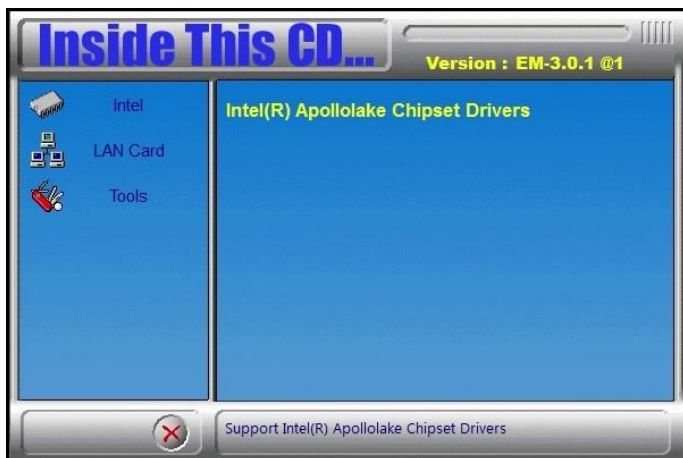 Inside This CD...
Version : EM-3.0.1 @1
Intel
LAN Card
Tools
Intel(R) Apollolake Chipset Drivers
Support Intel(R) Apollolake Chipset Drivers